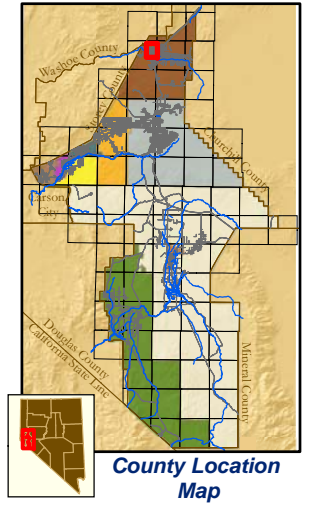 Washoe County
Storey County
Churchill County
Carson
City
Douglas County
California State Line
Mineral County
County Location
Map